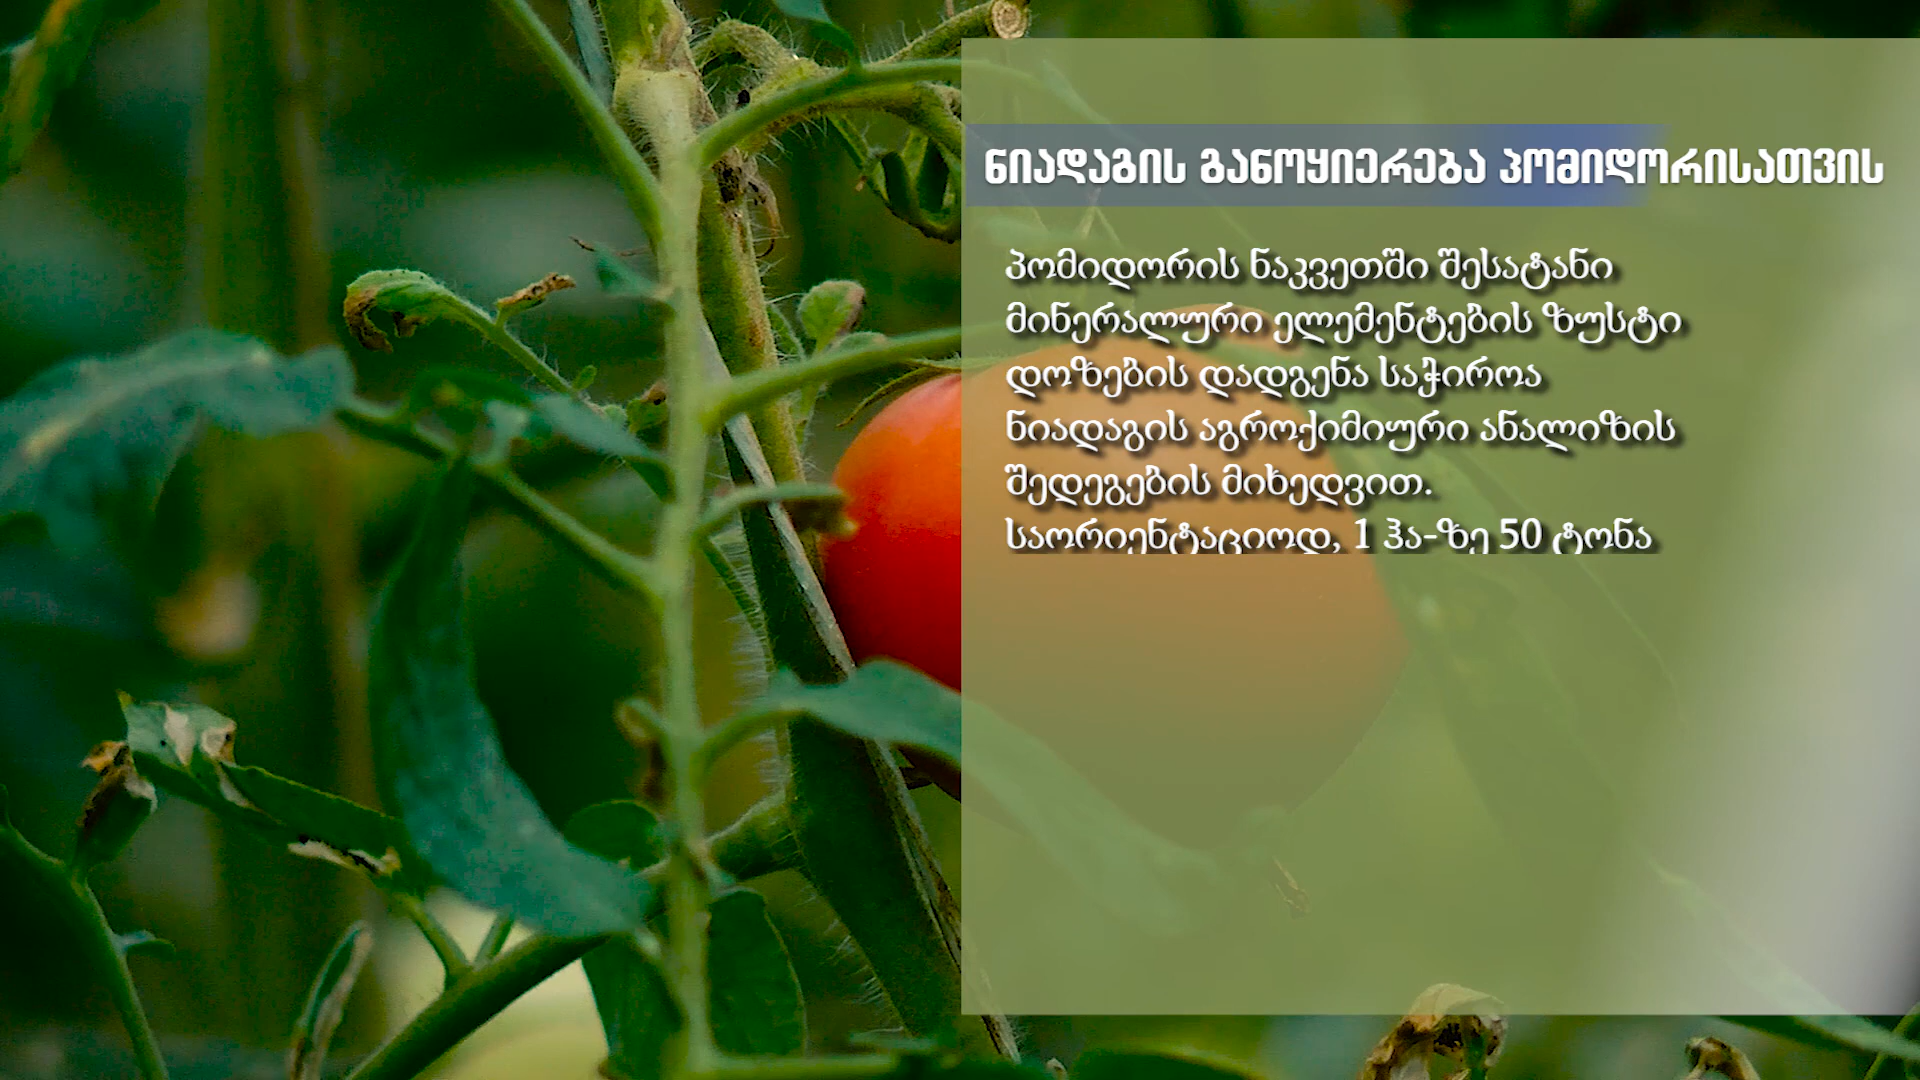 ნიადაგის განოყიერება პომიდორისათვის
პომიდორის ნაკვეთში შესატანი
მინერალური ელემენტების ზუსტი
დოზების დადგენა საჭიროა
ნიადაგის აგროქიმიური ანალიზის
შედეგების მიხედვით.
საორიენტაციოდ, 1 ჰა-ზე 50 ტონა